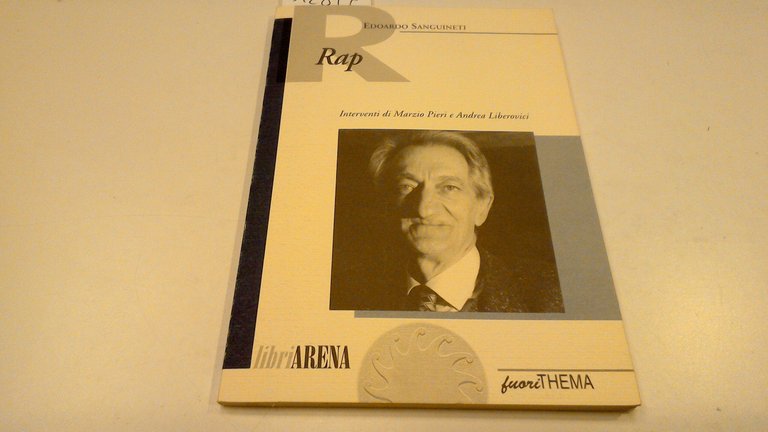 R
EDOARDO SANGUINETI
Rap
Interventi di Marzio Pieri e Andrea Liberovici
libriARENA
fuoriTHEMA